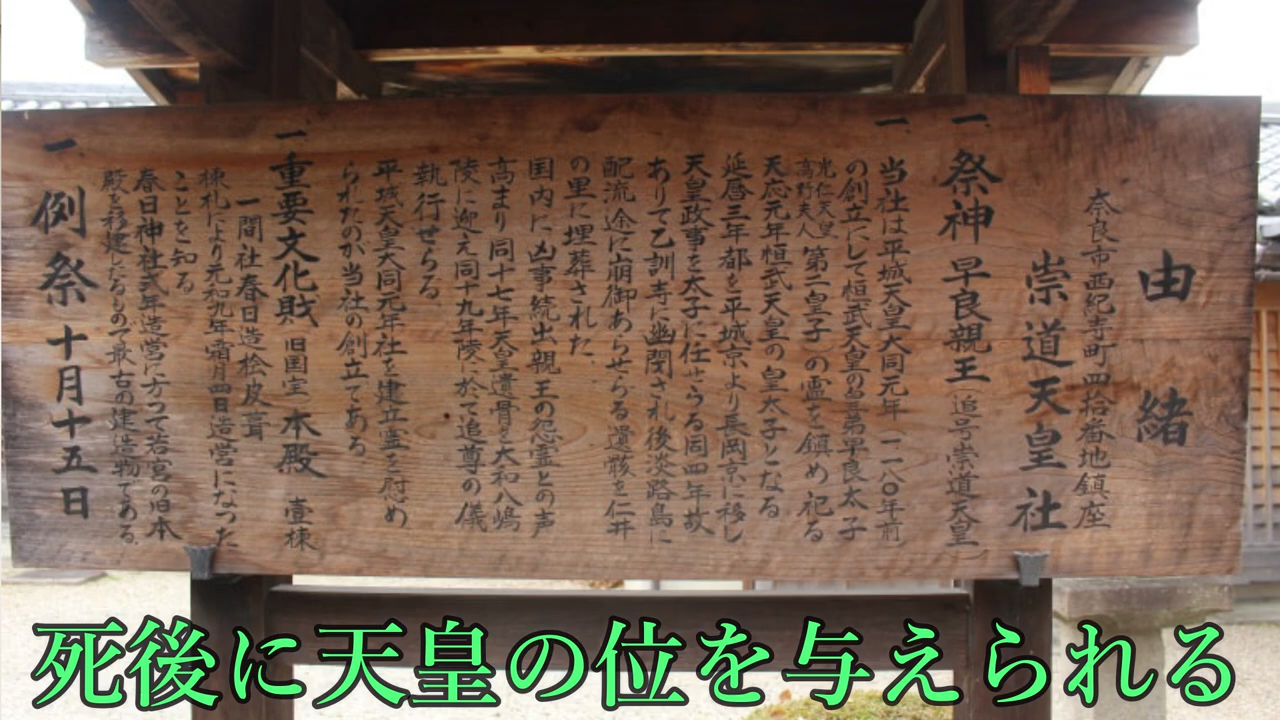 由緒
奈良市西紀寺町四拾番地鎮座
崇道天皇社
一祭神 早良親王(追号崇道天皇)
一当社は平城天皇大同元年 一一八〇年前
の創立にして桓武天皇の皇弟早良太子
光仁天皇高野夫人 第二皇子 の霊を鎮め祀る
天応元年桓武天皇の皇太子となる
延暦三年都を平城京より長岡京に移し
天皇政事を太子に仕せらる同四年故
ありて乙訓寺に幽閉され後淡路島に
配流途に崩御あらせらる遺骸を仁井
の里に埋葬された
国内に凶事続出親王の怨霊との声
高まり同十七年天皇遺骨を大和八嶋
陵に迎え同十九年陵に於て追尊の儀
執行せらる
平城天皇大同元年社を建立霊を慰め
られたのが当社の創立である
一重要文化財 旧国宝 本殿 壹棟
一間社春日造桧皮葺
棟札により元和九年霜月四日造営になつた
ことを知る
春日神社式年造営に方つて若宮の旧本
殿を移建したるもので最古の建造物である
一例祭 十月十五日
死後に天皇の位を与えられる